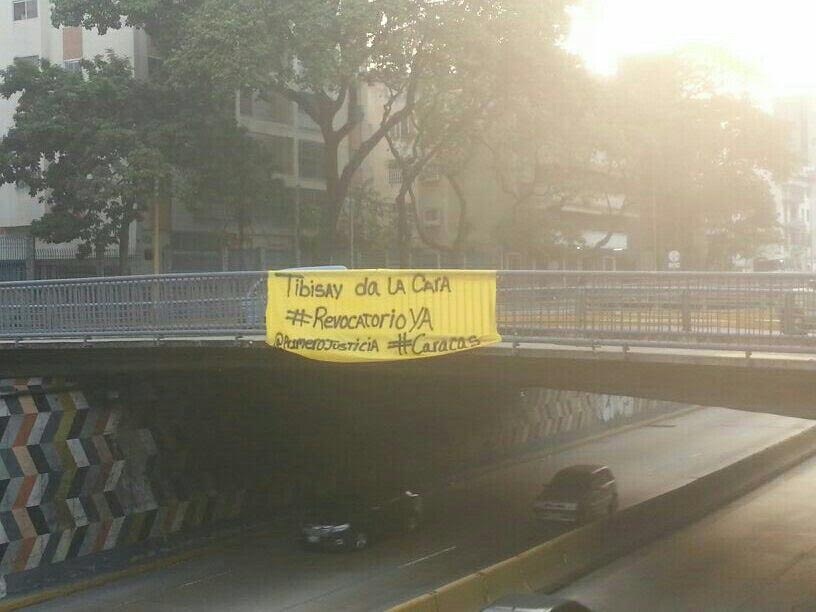 Tibisay da la Cara
#RevocatorioYA
@Primerojusticia #Caracas